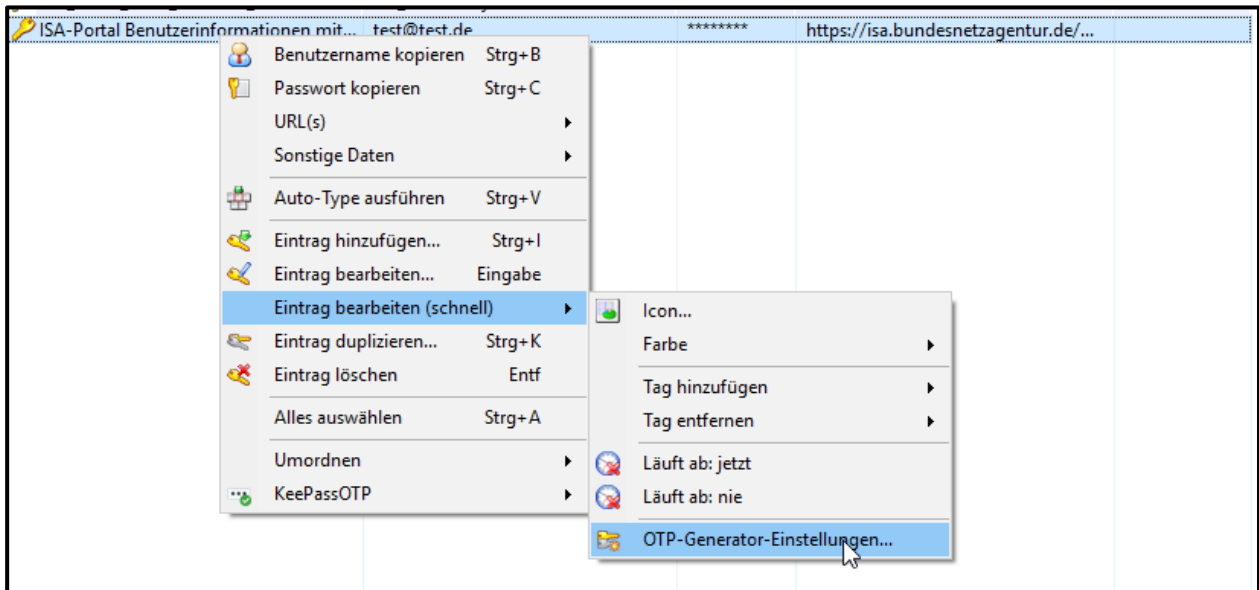 ISA-Portal Benutzerinformationen mit... test@test.de ******** https://isa.bundesnetzagentur.de/...
Benutzername kopieren Strg+B
Passwort kopieren Strg+C
URL(s)
Sonstige Daten
Auto-Type ausführen Strg+V
Eintrag hinzufügen... Strg+I
Eintrag bearbeiten... Eingabe
Eintrag bearbeiten (schnell)
Eintrag duplizieren... Strg+K
Eintrag löschen Entf
Alles auswählen Strg+A
Umordnen
KeePassOTP
Icon...
Farbe
Tag hinzufügen
Tag entfernen
Läuft ab: jetzt
Läuft ab: nie
OTP-Generator-Einstellungen...